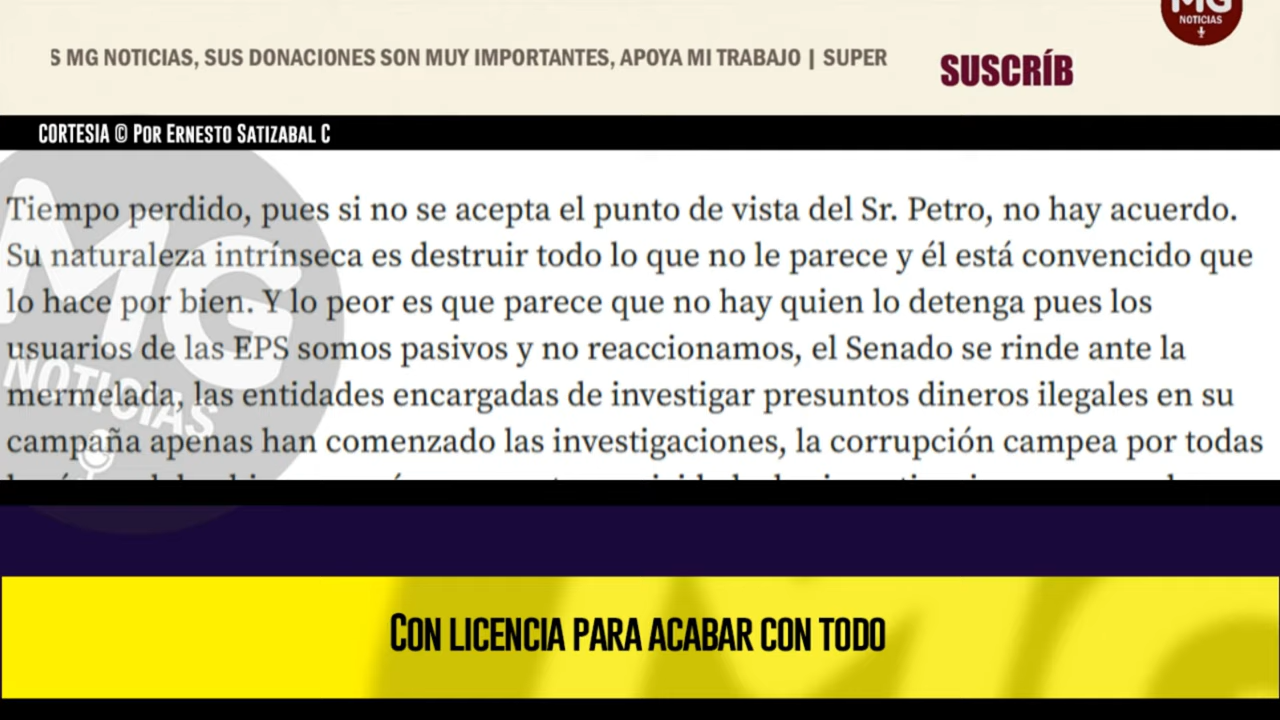 MG
NOTICIAS
S MG NOTICIAS, SUS DONACIONES SON MUY IMPORTANTES, APOYA MI TRABAJO | SUPER
SUSCRÍB
CORTESIA © POR ERNESTO SATIZABAL C
Tiempo perdido, pues si no se acepta el punto de vista del Sr. Petro, no hay acuerdo.
Su naturaleza intrínseca es destruir todo lo que no le parece y él está convencido que
lo hace por bien. Y lo peor es que parece que no hay quien lo detenga pues los
usuarios de las EPS somos pasivos y no reaccionamos, el Senado se rinde ante la
mermelada, las entidades encargadas de investigar presuntos dineros ilegales en su
campaña apenas han comenzado las investigaciones, la corrupción campea por todas
MG
NOTICIAS
CON LICENCIA PARA ACABAR CON TODO